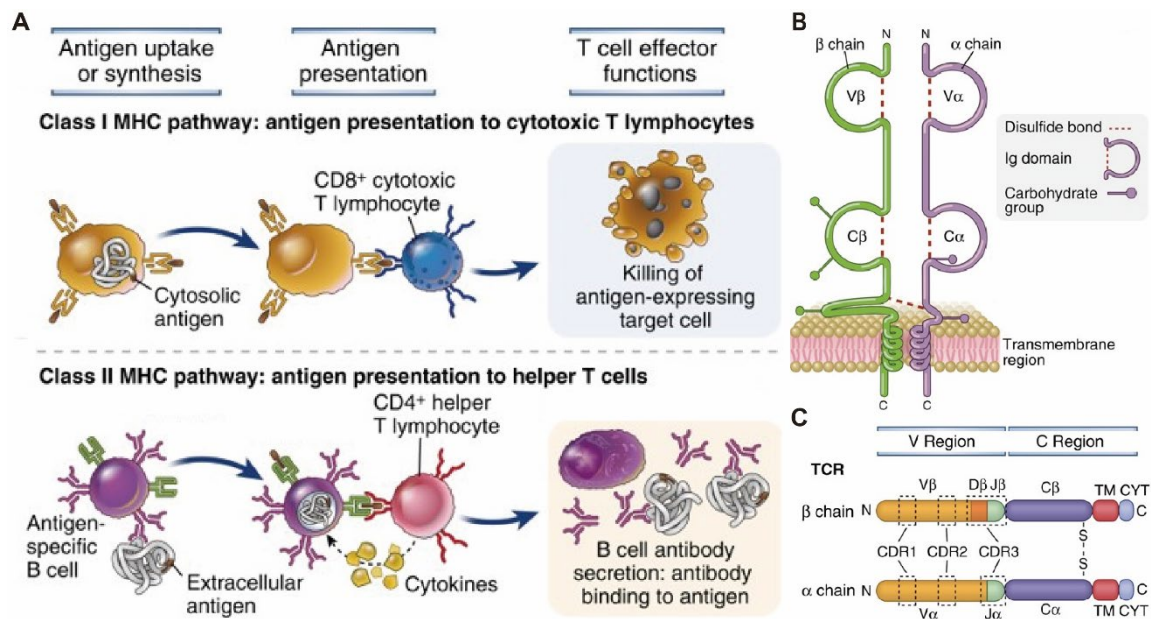 A
Antigen uptake
or synthesis
Antigen
presentation
T cell effector
functions
Class I MHC pathway: antigen presentation to cytotoxic T lymphocytes
CD8+ cytotoxic
T lymphocyte
Cytosolic
antigen
Killing of
antigen-expressing
target cell
Class II MHC pathway: antigen presentation to helper T cells
CD4+ helper
T lymphocyte
Antigen-
specific
B cell
Extracellular
antigen
Cytokines
B cell antibody
secretion: antibody
binding to antigen
B
N
N
β chain
α chain
Vβ
Vα
Disulfide bond
Ig domain
Carbohydrate
group
Cβ
Cα
Transmembrane
region
C
C
C
V Region
C Region
TCR
Vβ
Dβ
Jβ
Cβ
TM CYT
β chain
N
C
S
CDR1
CDR2
CDR3
S
α chain
N
C
Vα
Jα
Cα
TM CYT